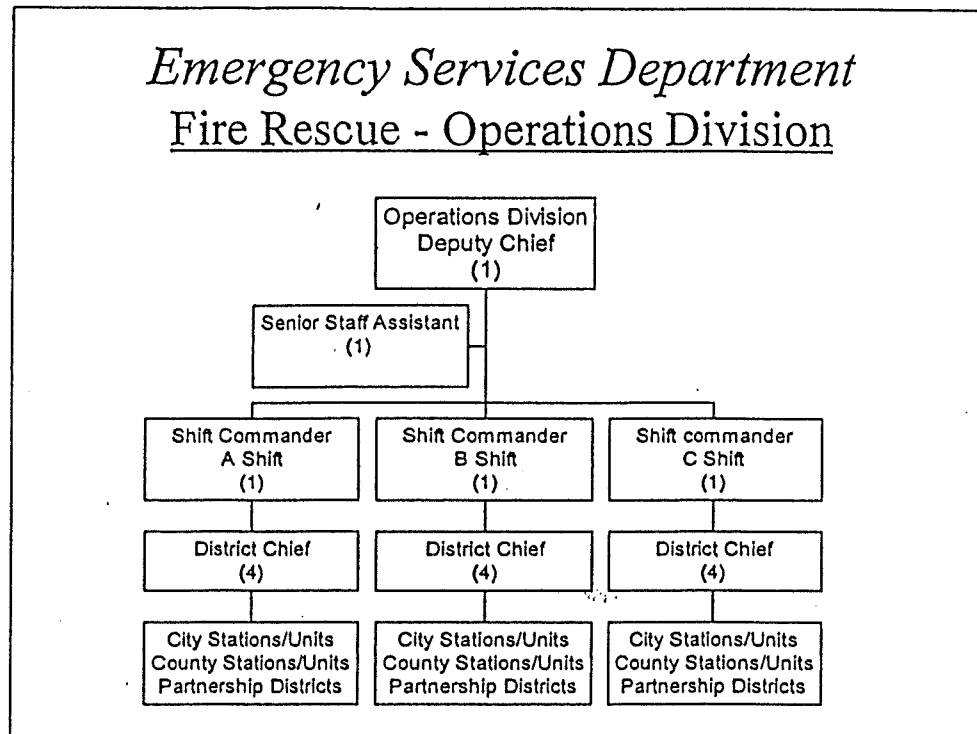 Emergency Services Department
Fire Rescue - Operations Division
Operations Division
Deputy Chief
(1)
Senior Staff Assistant
(1)
Shift Commander
A Shift
(1)
Shift Commander
B Shift
(1)
Shift commander
C Shift
(1)
District Chief
(4)
District Chief
(4)
District Chief
(4)
City Stations/Units
County Stations/Units
Partnership Districts
City Stations/Units
County Stations/Units
Partnership Districts
City Stations/Units
County Stations/Units
Partnership Districts